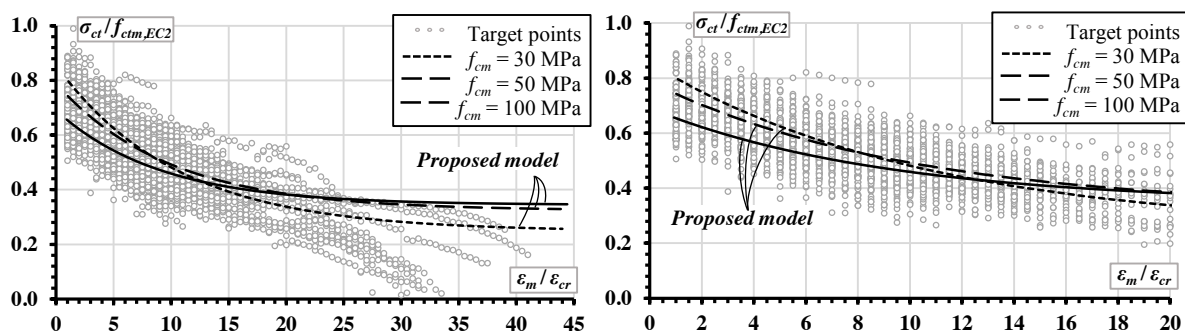 σct/fctm,EC2
Target points
fcm = 30 MPa
fcm = 50 MPa
fcm = 100 MPa
Proposed model
εm/εcr
1.0
0.8
0.6
0.4
0.2
0.0
0 5 10 15 20 25 30 35 40 45
σct/fctm,EC2
Target points
fcm = 30 MPa
fcm = 50 MPa
fcm = 100 MPa
Proposed model
εm/εcr
1.0
0.8
0.6
0.4
0.2
0.0
0 2 4 6 8 10 12 14 16 18 20